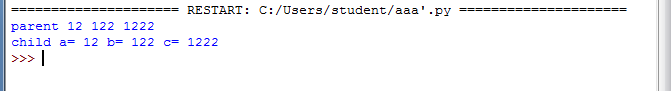 ===================== RESTART: C:/Users/student/aaa'.py =====================
parent 12 122 1222
child a= 12 b= 122 c= 1222
>>>